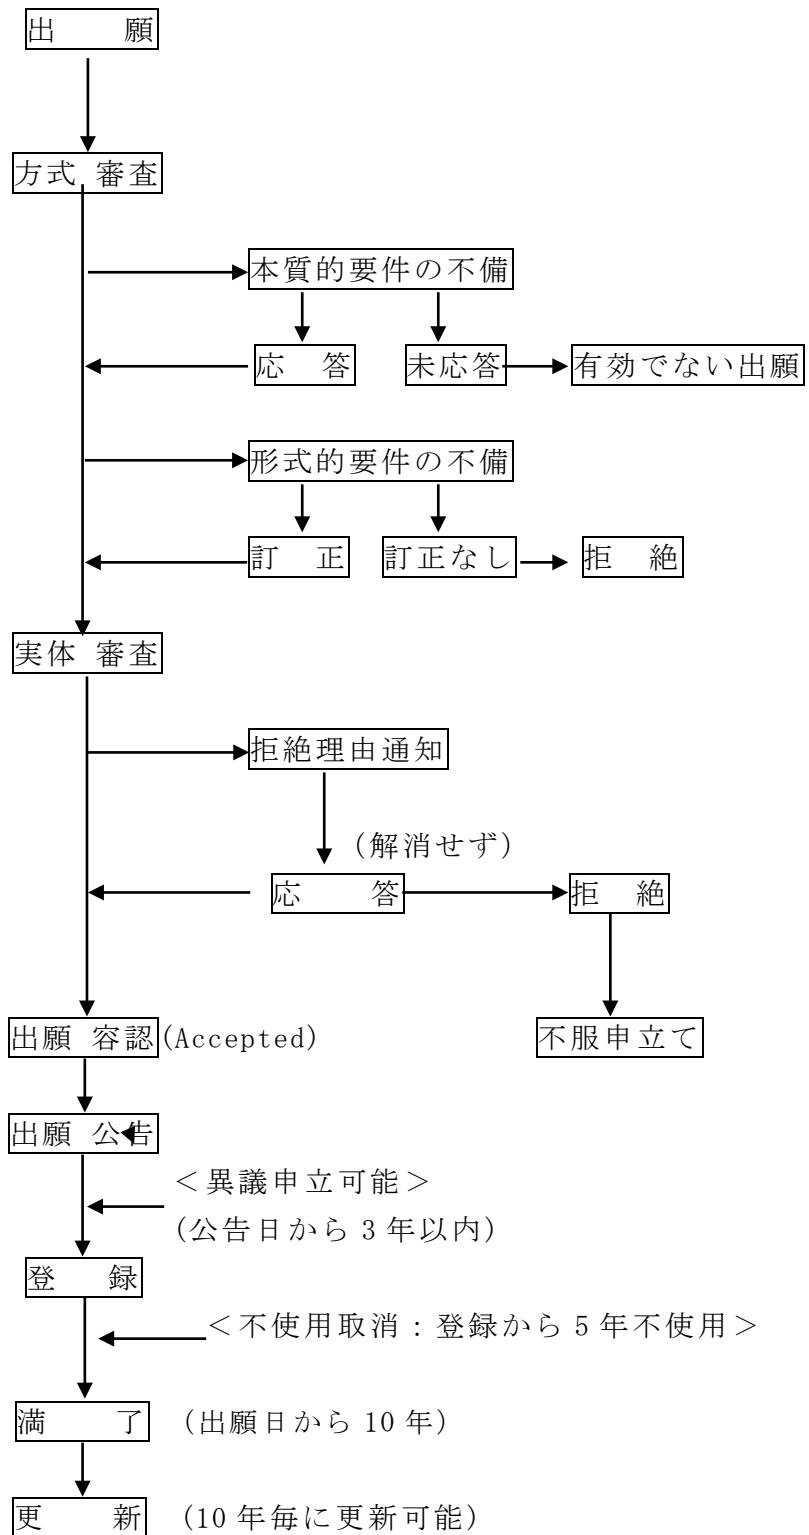 出　　願
方式 審査
本質的要件の不備
応　答　未応答　有効でない出願
形式的要件の不備
訂　正　訂正なし　拒　絶
実体 審査
拒絶理由通知
(解消せず)
応　　答　拒　絶
出願 容認(Accepted)　不服申立て
出願 公告
＜異議申立可能＞
(公告日から 3 年以内)
登　　録
＜不使用取消：登録から 5 年不使用＞
満　　了　(出願日から 10 年)
更　　新　(10 年毎に更新可能)